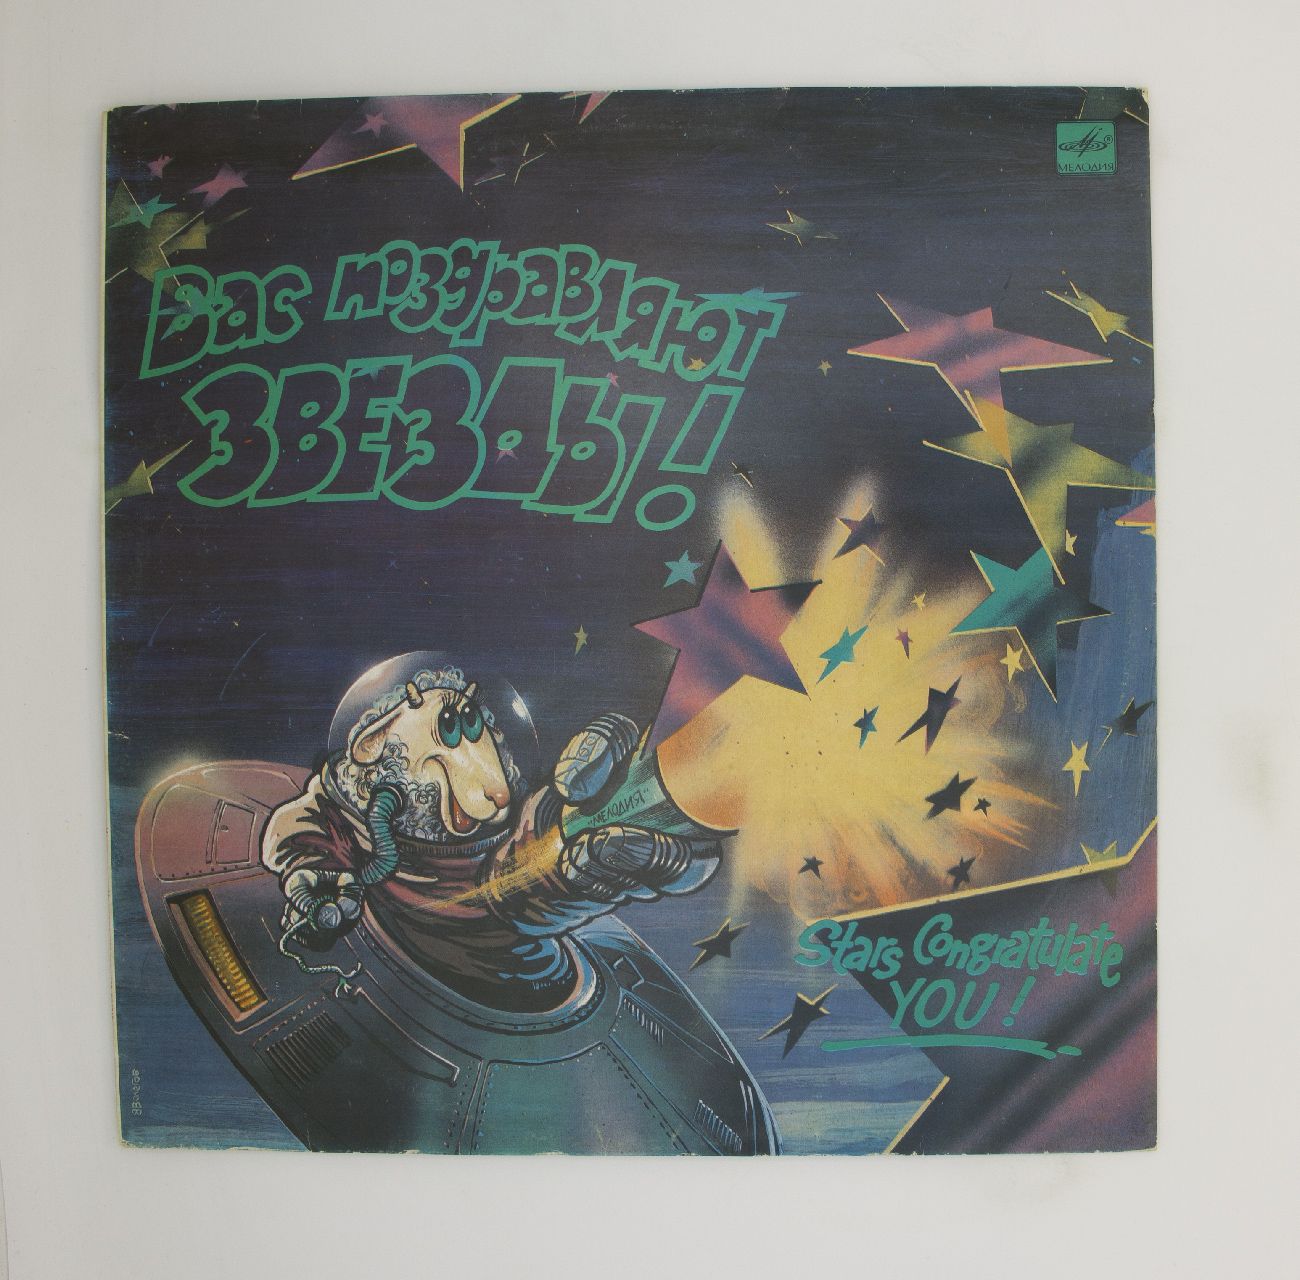 МЕЛОДИЯ
Вас поздравляют
ЗВЕЗДЫ!
"МЕЛОДИЯ"
Stars Congratulate
YOU!